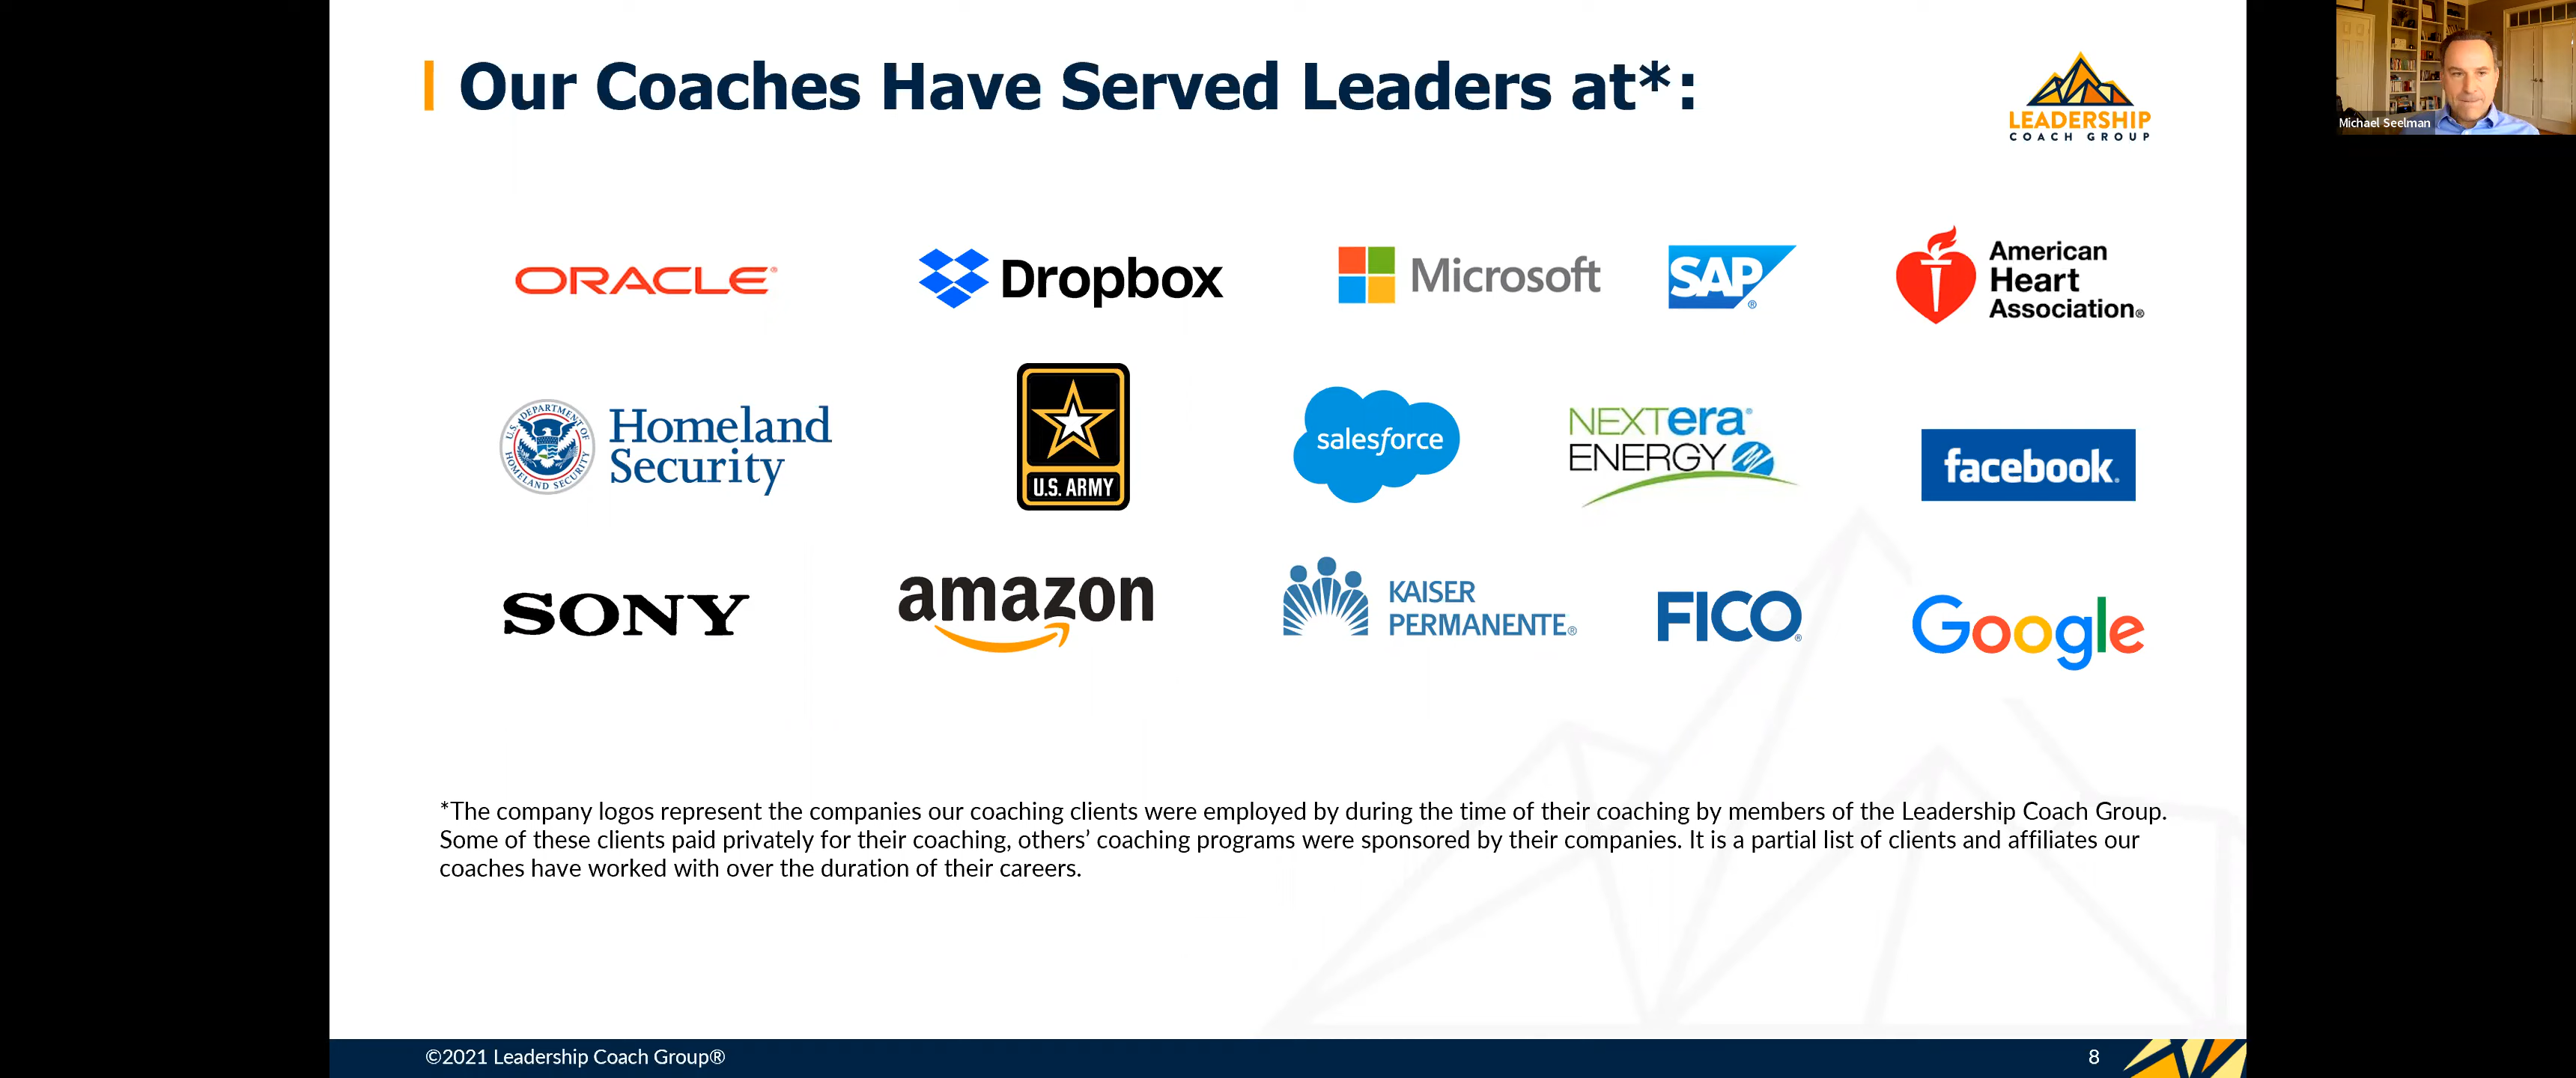 Our Coaches Have Served Leaders at*:
LEADERSHIP
COACH GROUP
Michael Seelman
ORACLE®
Dropbox
Microsoft
SAP®
American
Heart
Association®
U.S. DEPARTMENT OF
HOMELAND SECURITY
Homeland
Security
U.S. ARMY
salesforce
NEXTera®
ENERGY
facebook®
SONY
amazon
KAISER
PERMANENTE®
FICO®
Google
*The company logos represent the companies our coaching clients were employed by during the time of their coaching by members of the Leadership Coach Group.
Some of these clients paid privately for their coaching, others’ coaching programs were sponsored by their companies. It is a partial list of clients and affiliates our
coaches have worked with over the duration of their careers.
©2021 Leadership Coach Group®
8